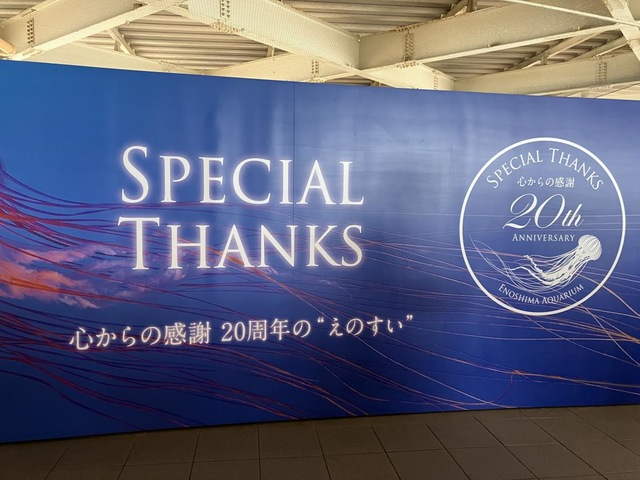 SPECIAL
THANKS
心からの感謝 20周年の“えのすい”
SPECIAL THANKS
心からの感謝
20th
ANNIVERSARY
ENOSHIMA AQUARIUM